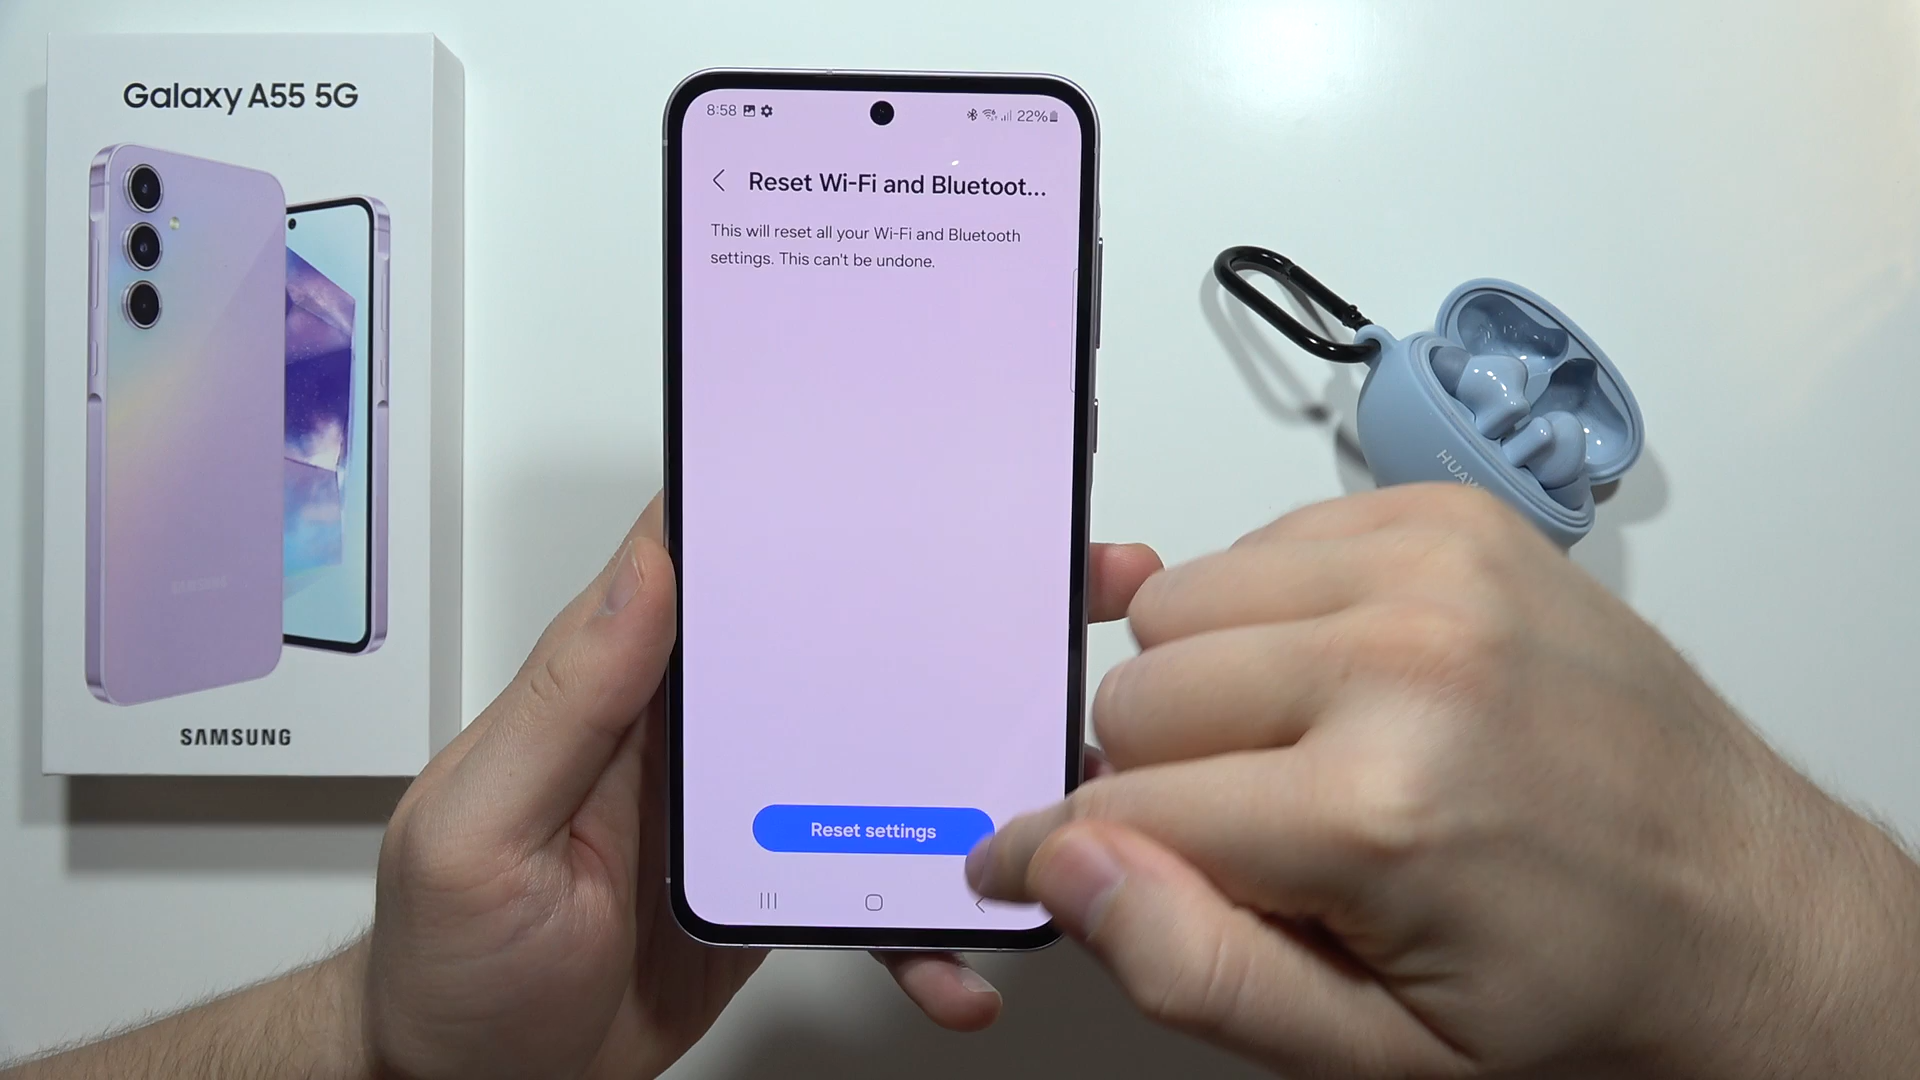 Galaxy A55 5G
SAMSUNG
SAMSUNG
8:58
22%
Reset Wi-Fi and Bluetoot...
This will reset all your Wi-Fi and Bluetooth
settings. This can't be undone.
Reset settings